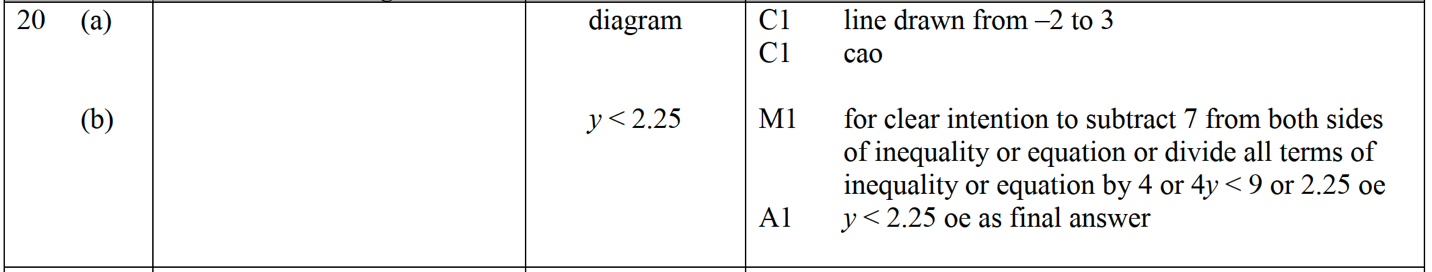 20 (a) diagram C1 line drawn from –2 to 3
C1 cao
(b) y < 2.25 M1 for clear intention to subtract 7 from both sides
of inequality or equation or divide all terms of
inequality or equation by 4 or 4y < 9 or 2.25 oe
A1 y < 2.25 oe as final answer